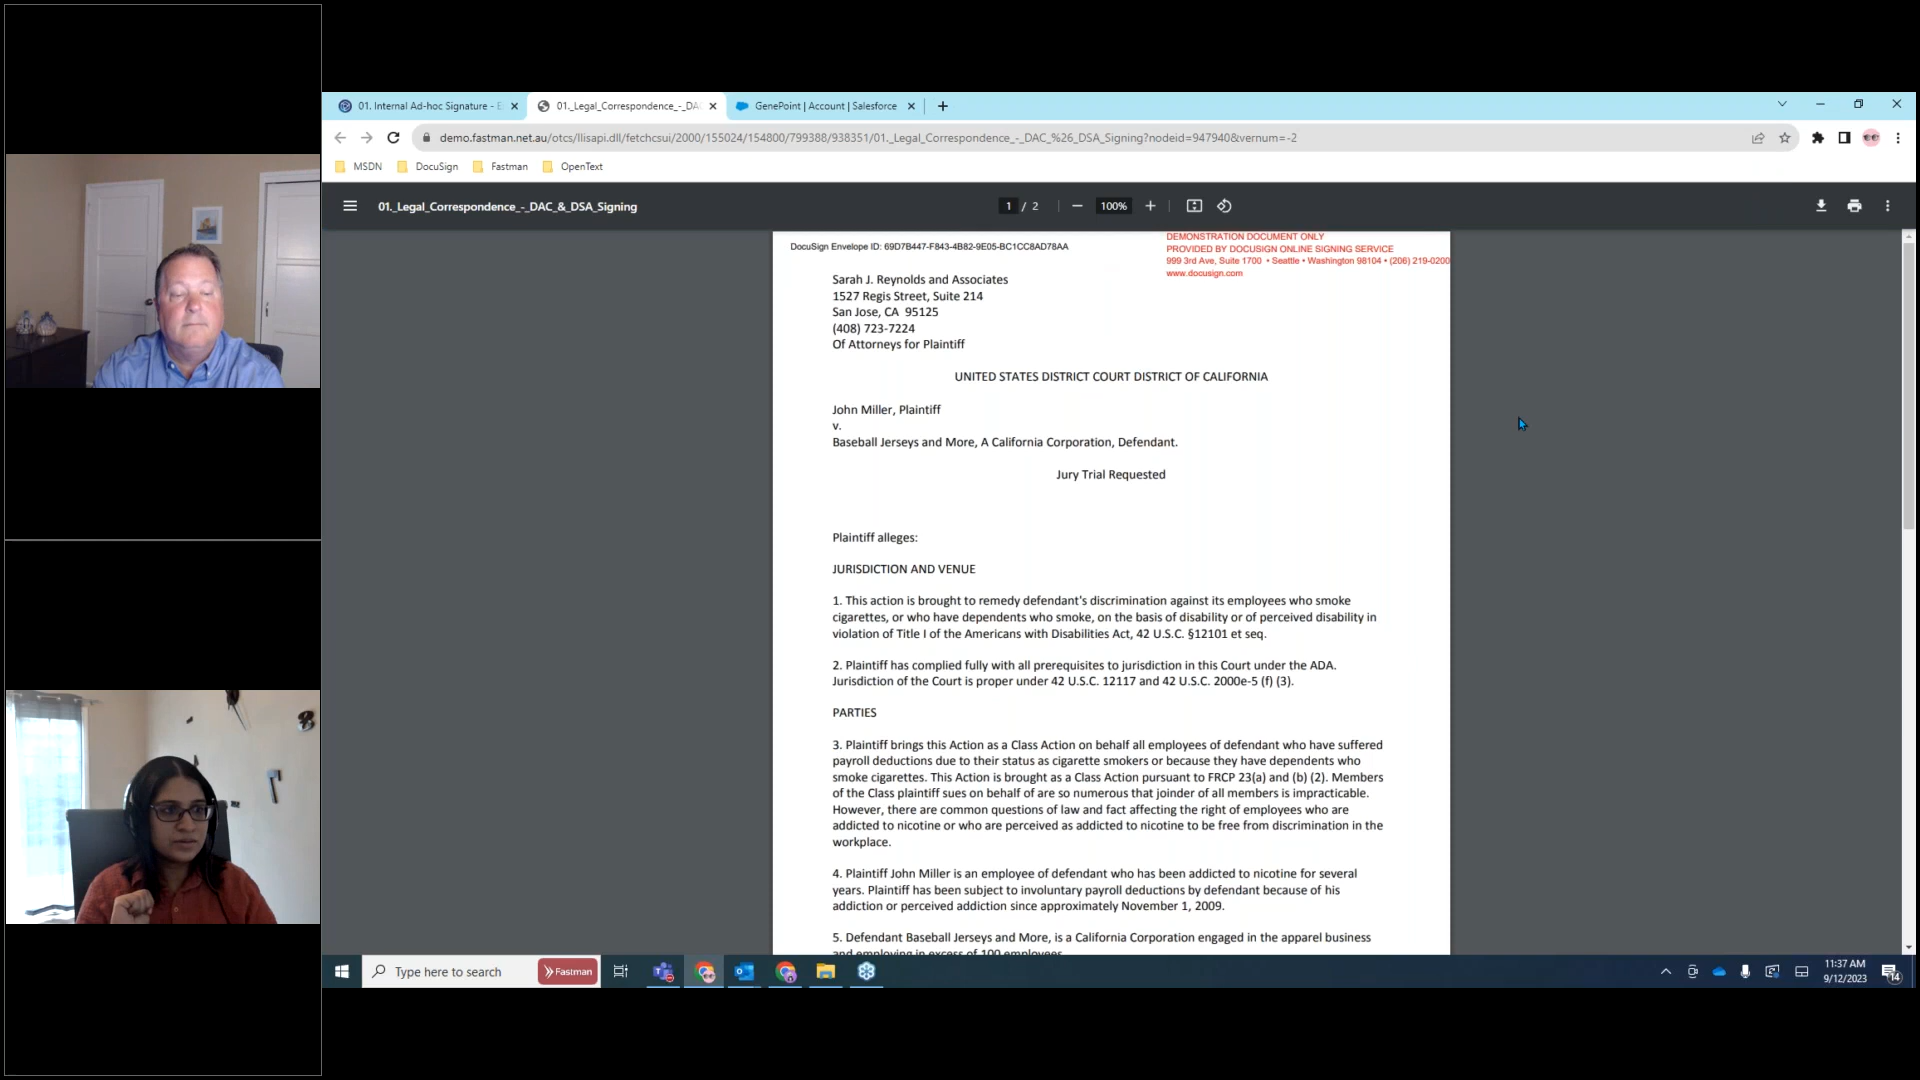 01. Internal Ad-hoc Signature - E
01._Legal_Correspondence_-_DA
GenePoint | Account | Salesforce
demo.fastman.net.au/otcs/llisapi.dll/fetchcsui/2000/155024/154800/799388/938351/01._Legal_Correspondence_-_DAC_%26_DSA_Signing?nodeid=947940&vernum=-2
MSDN DocuSign Fastman OpenText
01._Legal_Correspondence_-_DAC_&_DSA_Signing
1 / 2
100%
DocuSign Envelope ID: 69D7B447-F843-4B82-9E05-BC1CC8AD78AA
DEMONSTRATION DOCUMENT ONLY
PROVIDED BY DOCUSIGN ONLINE SIGNING SERVICE
999 3rd Ave, Suite 1700 • Seattle • Washington 98104 • (206) 219-0200
www.docusign.com
Sarah J. Reynolds and Associates
1527 Regis Street, Suite 214
San Jose, CA 95125
(408) 723-7224
Of Attorneys for Plaintiff
UNITED STATES DISTRICT COURT DISTRICT OF CALIFORNIA
John Miller, Plaintiff
v.
Baseball Jerseys and More, A California Corporation, Defendant.
Jury Trial Requested
Plaintiff alleges:
JURISDICTION AND VENUE
1. This action is brought to remedy defendant's discrimination against its employees who smoke
cigarettes, or who have dependents who smoke, on the basis of disability or of perceived disability in
violation of Title I of the Americans with Disabilities Act, 42 U.S.C. §12101 et seq.
2. Plaintiff has complied fully with all prerequisites to jurisdiction in this Court under the ADA.
Jurisdiction of the Court is proper under 42 U.S.C. 12117 and 42 U.S.C. 2000e-5 (f) (3).
PARTIES
3. Plaintiff brings this Action as a Class Action on behalf all employees of defendant who have suffered
payroll deductions due to their status as cigarette smokers or because they have dependents who
smoke cigarettes. This Action is brought as a Class Action pursuant to FRCP 23(a) and (b) (2). Members
of the Class plaintiff sues on behalf of are so numerous that joinder of all members is impracticable.
However, there are common questions of law and fact affecting the right of employees who are
addicted to nicotine or who are perceived as addicted to nicotine to be free from discrimination in the
workplace.
4. Plaintiff John Miller is an employee of defendant who has been addicted to nicotine for several
years. Plaintiff has been subject to involuntary payroll deductions by defendant because of his
addiction or perceived addiction since approximately November 1, 2009.
5. Defendant Baseball Jerseys and More, is a California Corporation engaged in the apparel business
and employing in excess of 100 employees.
Type here to search
Fastman
11:37 AM
9/12/2023
14